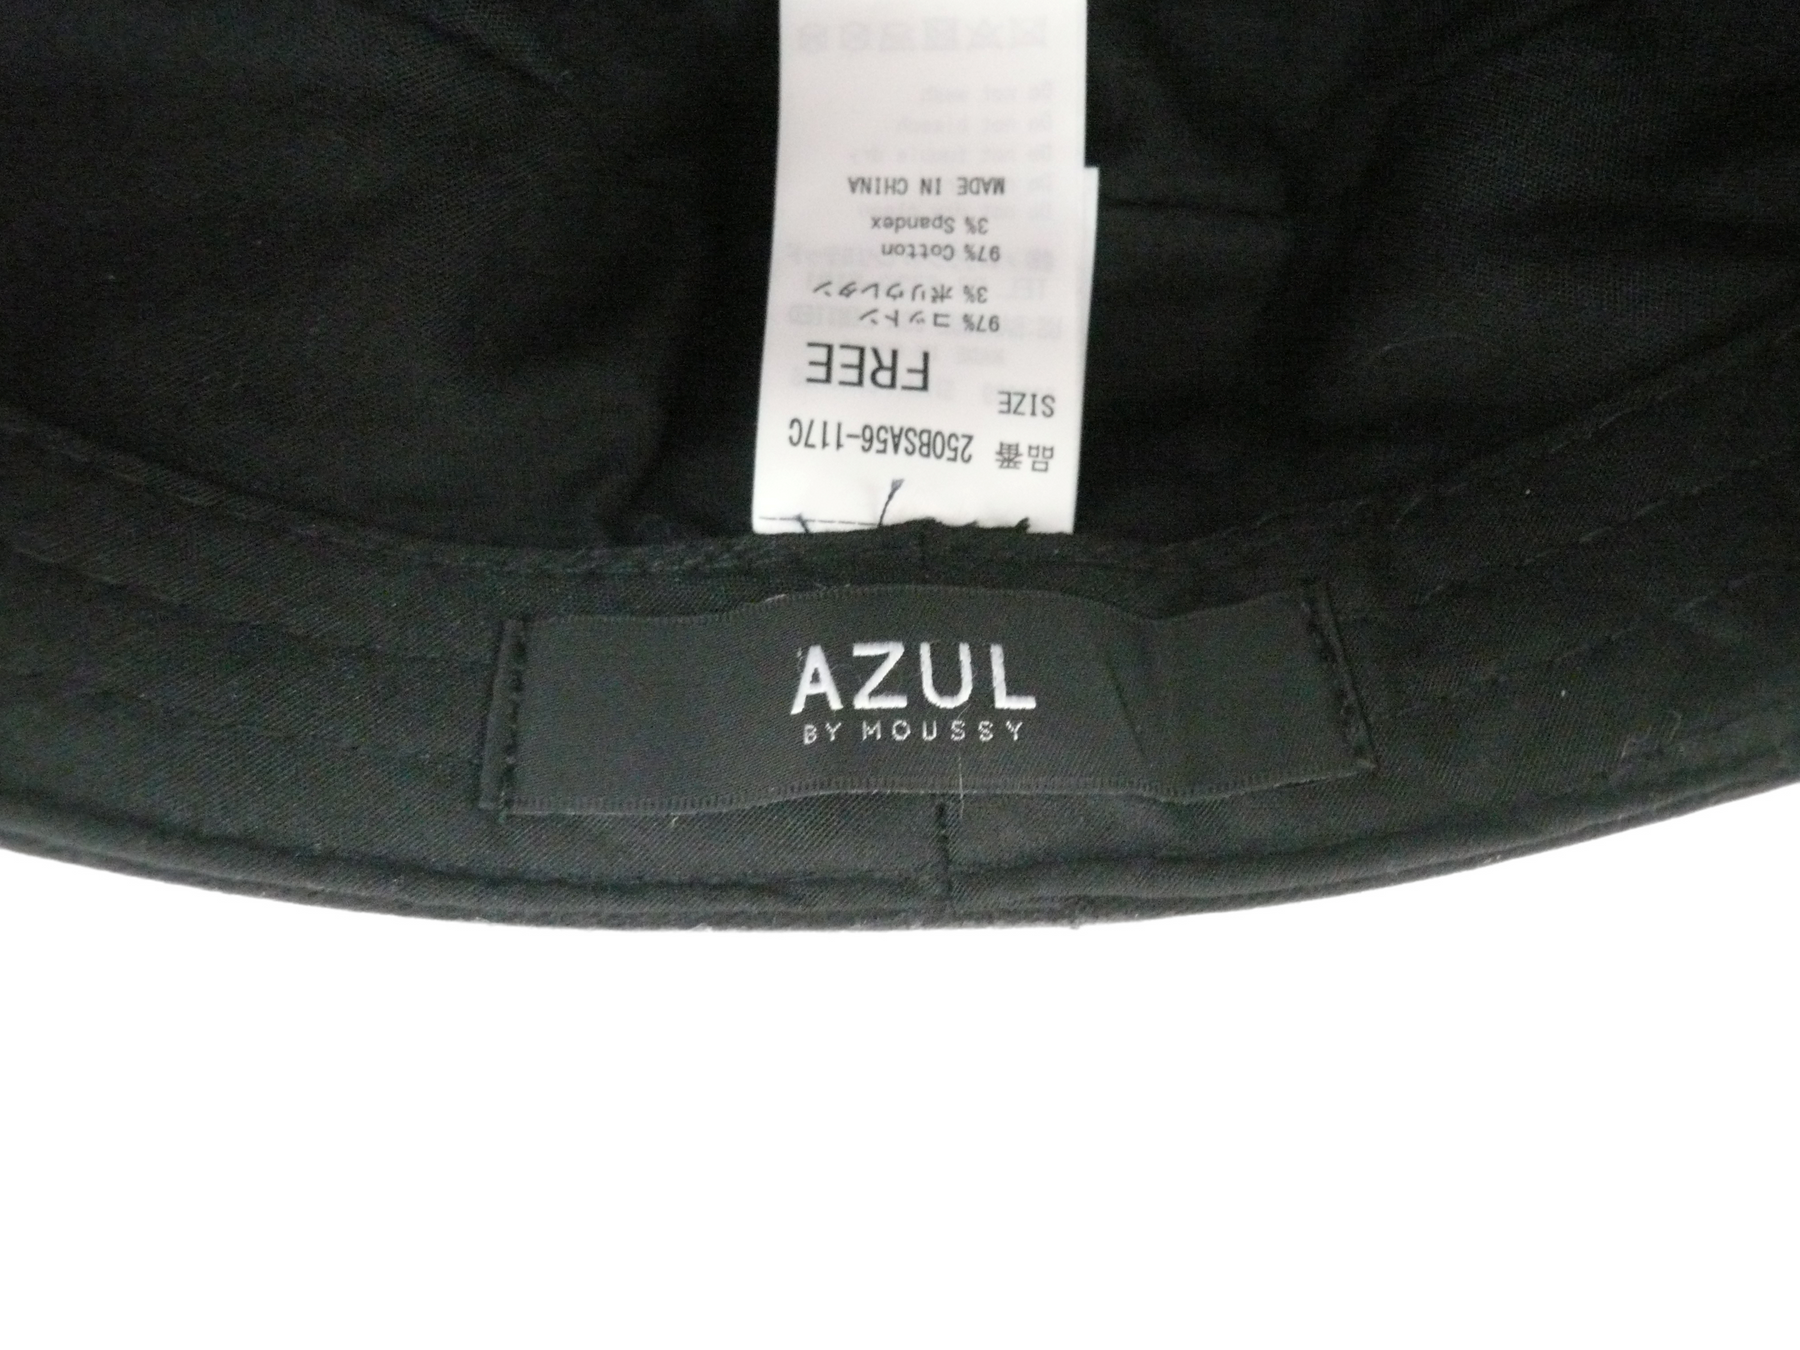 品番 250BSA56-117C
SIZE
FREE
97% コットン
3% ポリウレタン
97% Cotton
3% Spandex
MADE IN CHINA
AZUL
BY MOUSSY